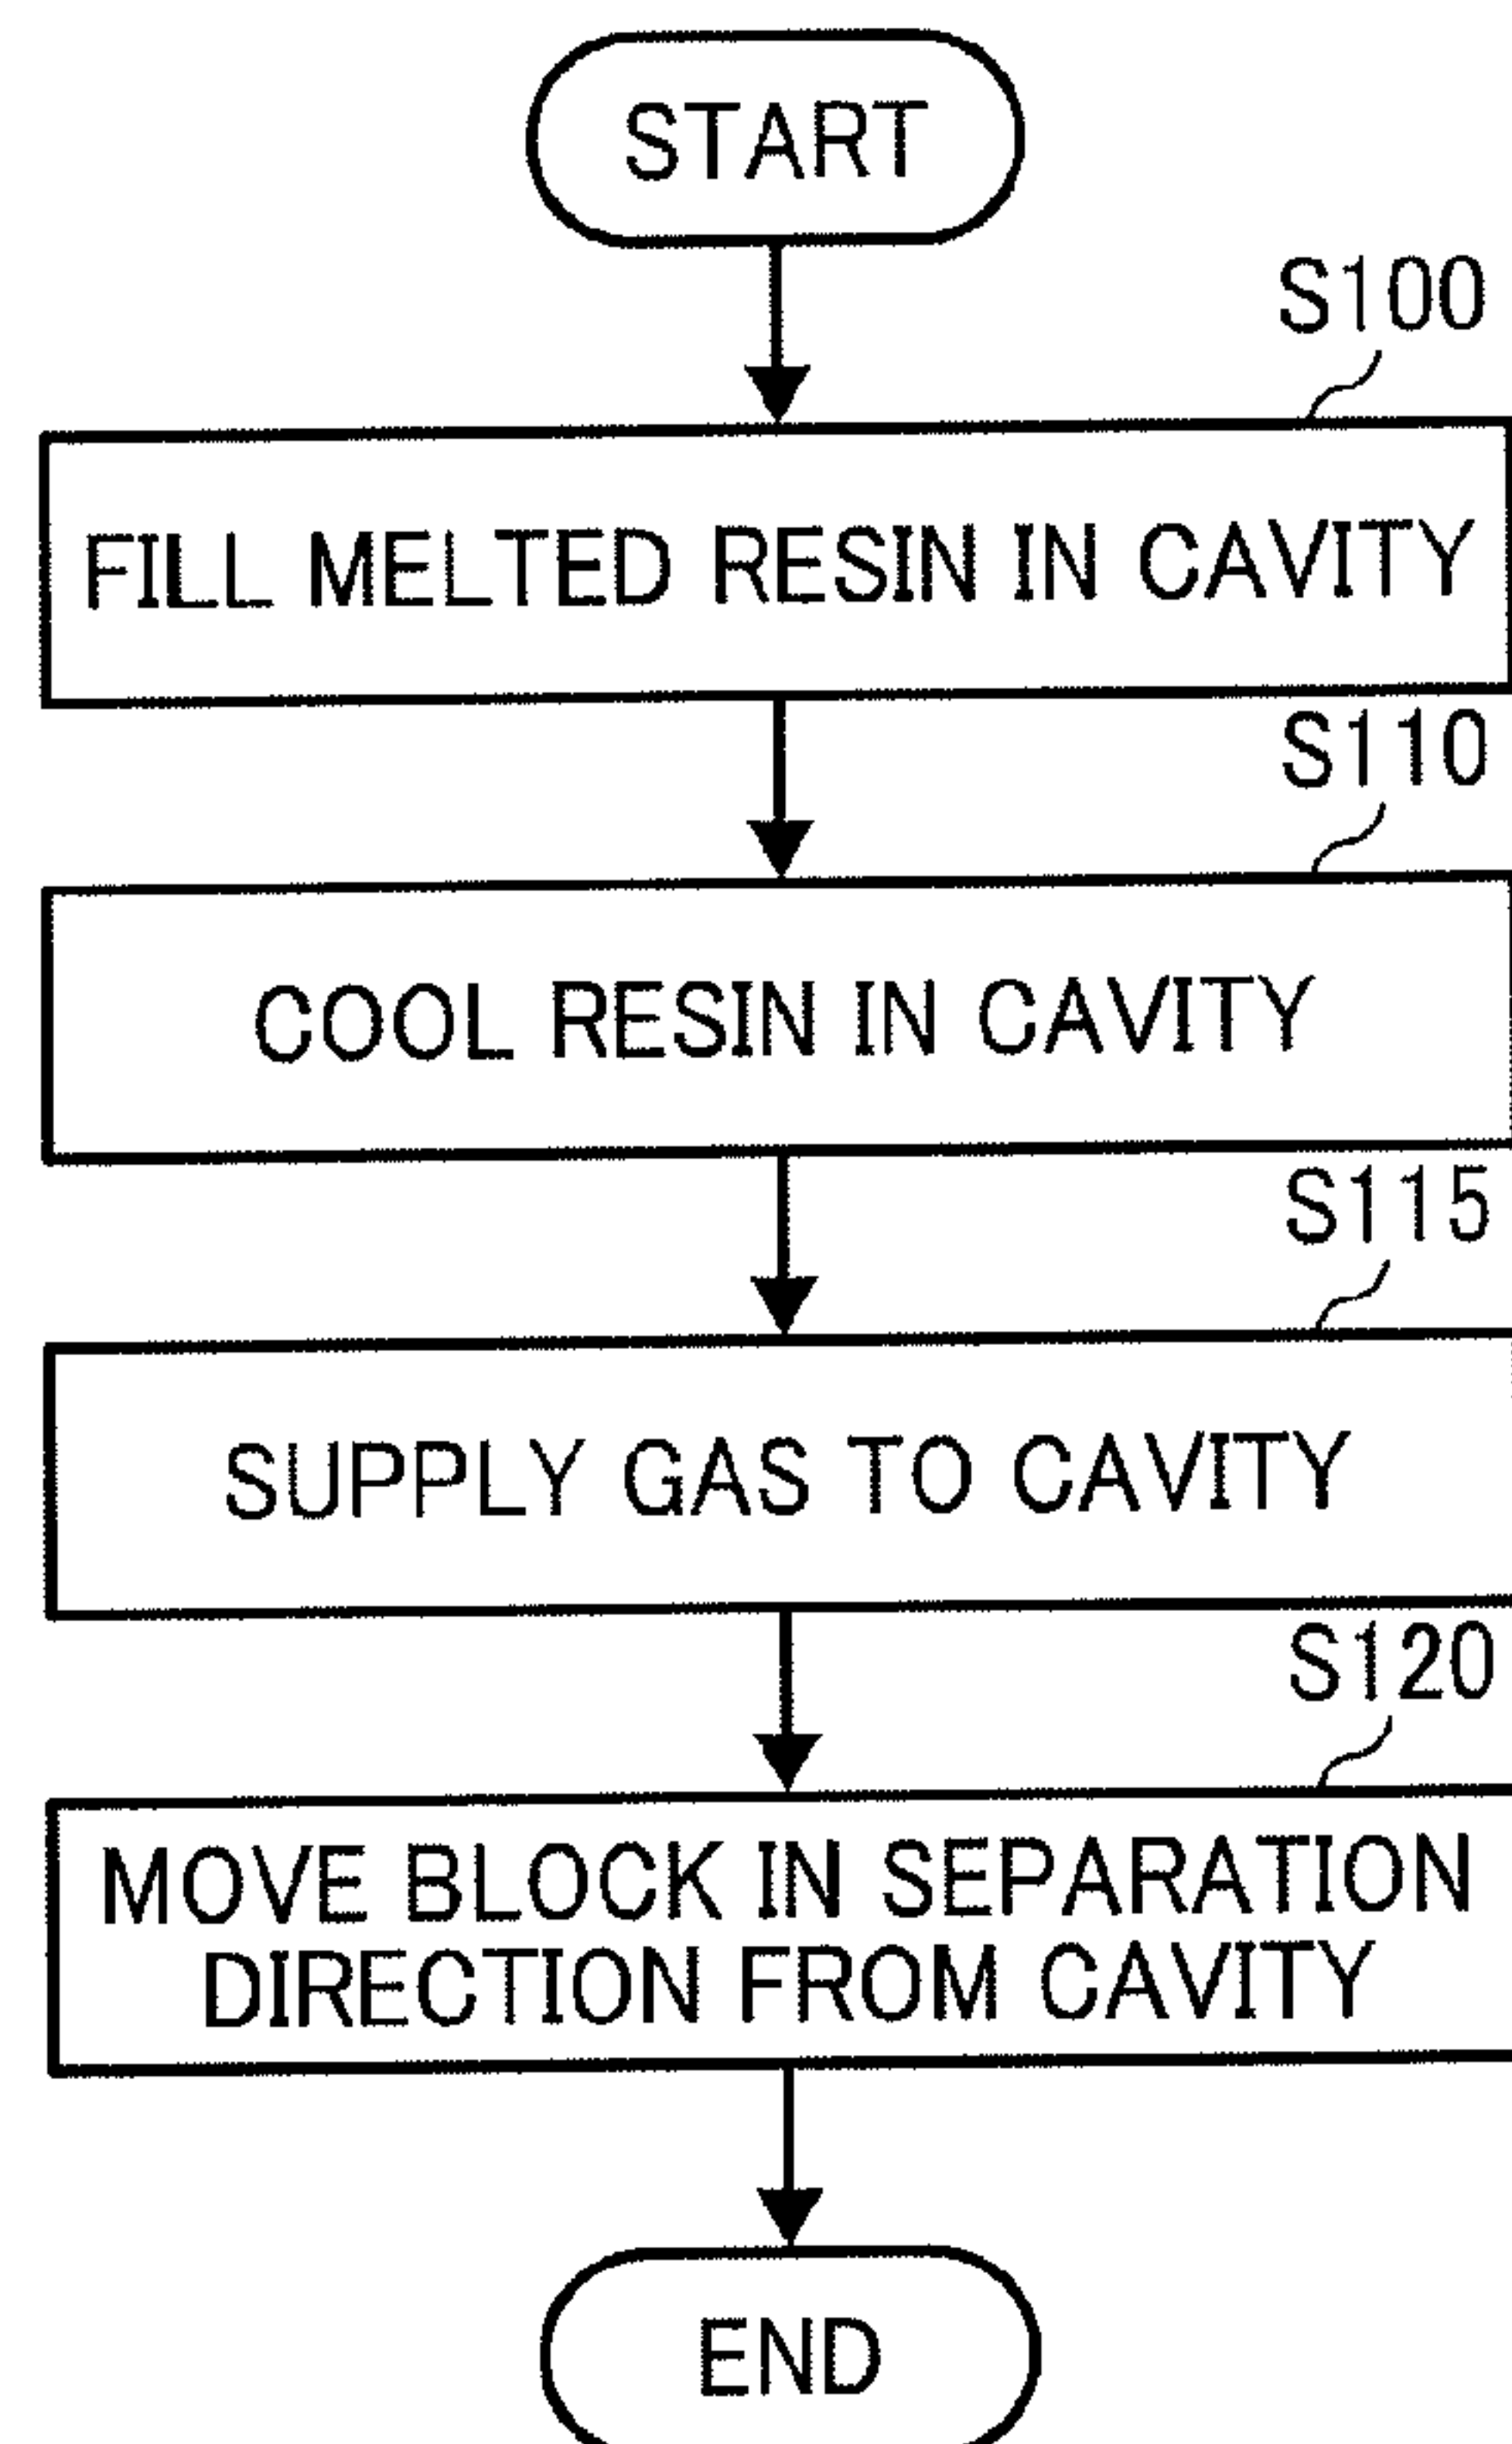 START
S100
FILL MELTED RESIN IN CAVITY
S110
COOL RESIN IN CAVITY
S115
SUPPLY GAS TO CAVITY
S120
MOVE BLOCK IN SEPARATION
DIRECTION FROM CAVITY
END